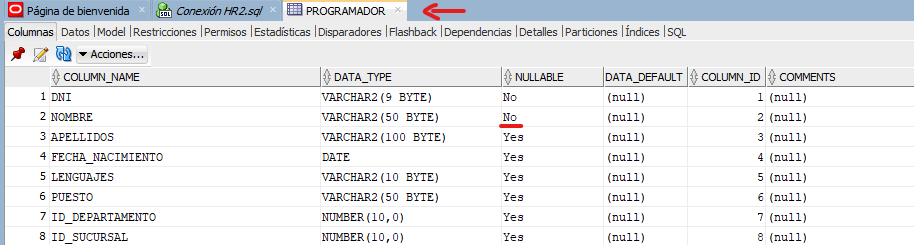 Página de bienvenida Conexión HR2.sql PROGRAMADOR
Columnas Datos Model Restricciones Permisos Estadísticas Disparadores Flashback Dependencias Detalles Particiones Índices SQL
Acciones...
COLUMN_NAME DATA_TYPE NULLABLE DATA_DEFAULT COLUMN_ID COMMENTS
1 DNI VARCHAR2(9 BYTE) No (null) 1 (null)
2 NOMBRE VARCHAR2(50 BYTE) No (null) 2 (null)
3 APELLIDOS VARCHAR2(100 BYTE) Yes (null) 3 (null)
4 FECHA_NACIMIENTO DATE Yes (null) 4 (null)
5 LENGUAJES VARCHAR2(10 BYTE) Yes (null) 5 (null)
6 PUESTO VARCHAR2(50 BYTE) Yes (null) 6 (null)
7 ID_DEPARTAMENTO NUMBER(10,0) Yes (null) 7 (null)
8 ID_SUCURSAL NUMBER(10,0) Yes (null) 8 (null)